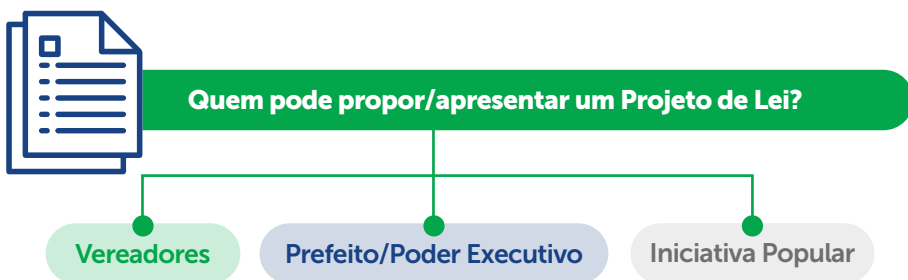 Quem pode propor/apresentar um Projeto de Lei?
Vereadores
Prefeito/Poder Executivo
Iniciativa Popular